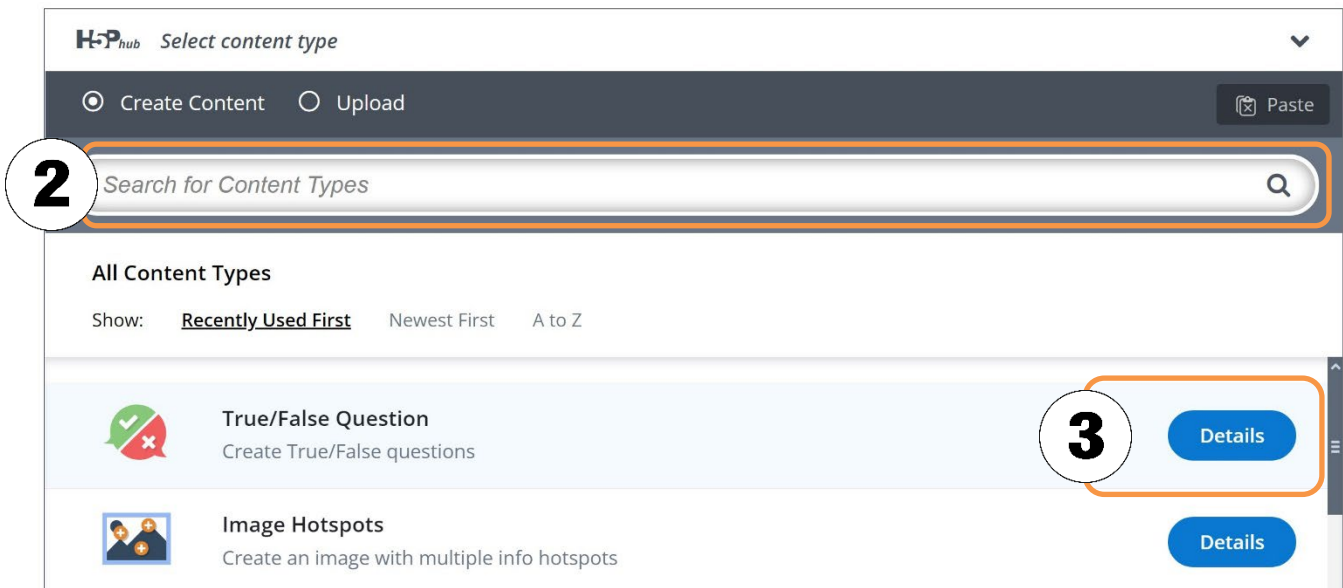 H5P hub Select content type
Create Content Upload Paste
2 Search for Content Types
All Content Types
Show: Recently Used First Newest First A to Z
True/False Question
Create True/False questions
3 Details
Image Hotspots
Create an image with multiple info hotspots
Details